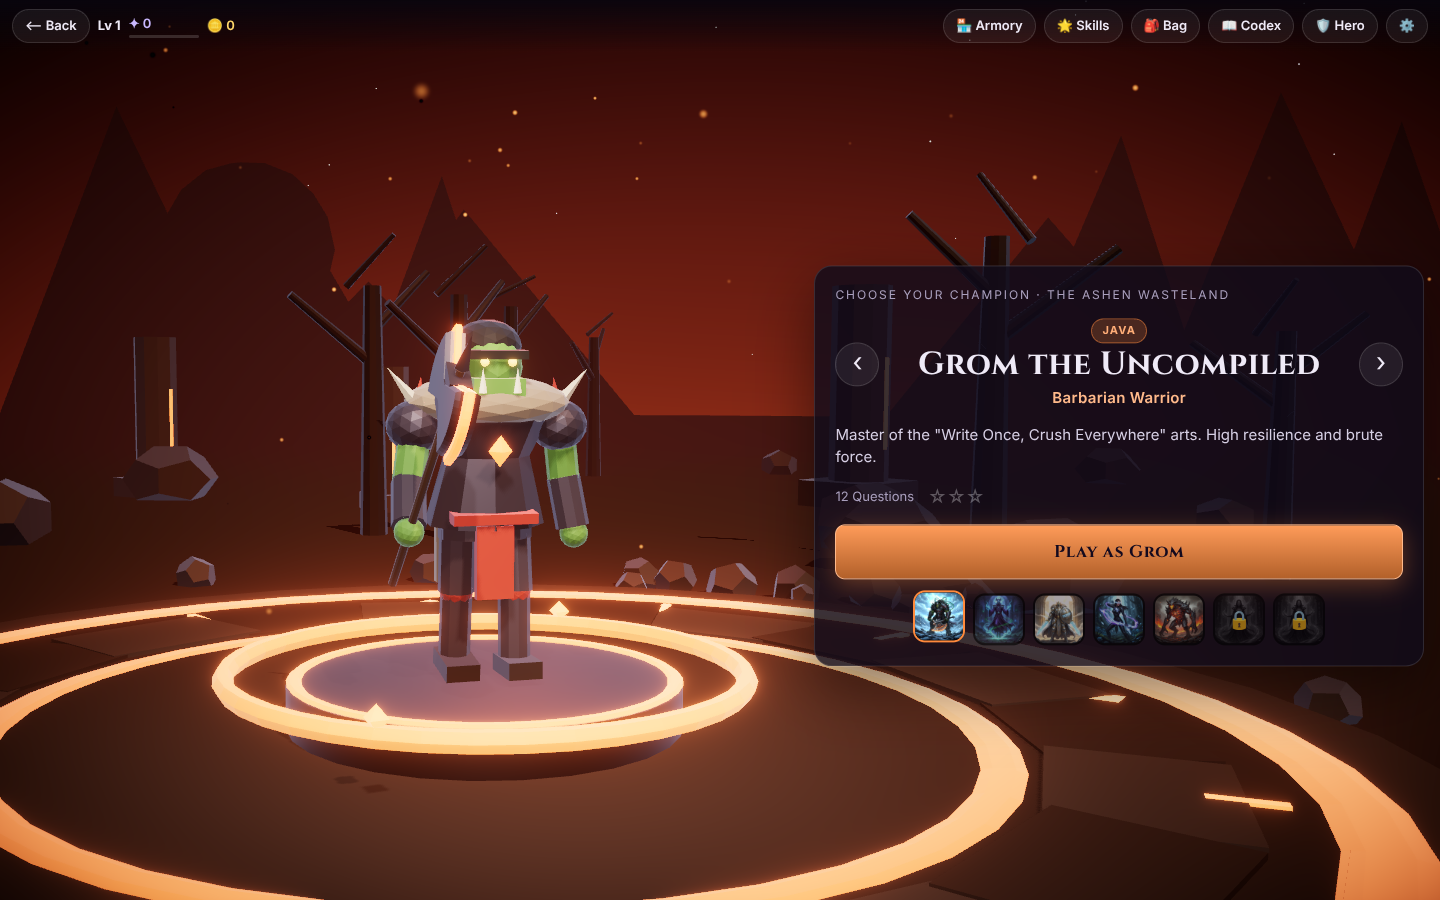 ← Back
Lv 1
✦ 0
0
Armory
Skills
Bag
Codex
Hero
CHOOSE YOUR CHAMPION · THE ASHEN WASTELAND
JAVA
‹
Grom the Uncompiled
›
Barbarian Warrior
Master of the "Write Once, Crush Everywhere" arts. High resilience and brute
force.
12 Questions ☆☆☆
Play as Grom